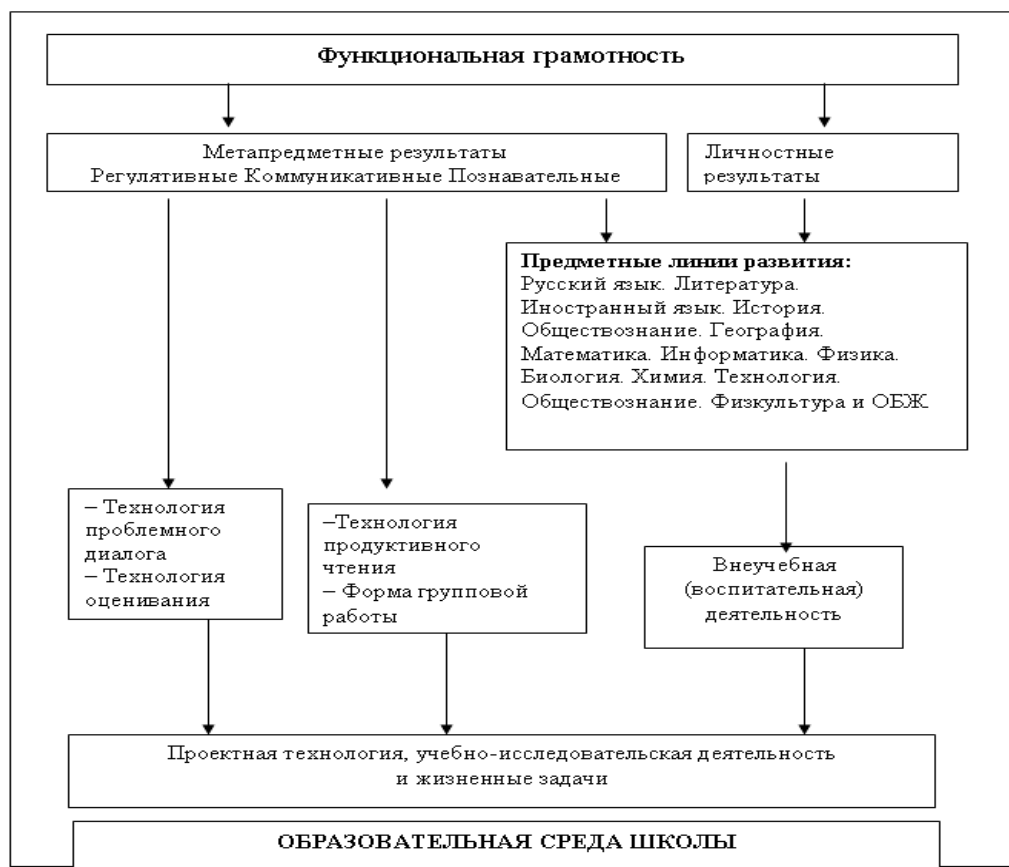 Функциональная грамотность
Метапредметные результаты
Регулятивные Коммуникативные Познавательные
Личностные
результаты
Предметные линии развития:
Русский язык. Литература.
Иностранный язык. История.
Обществознание. География.
Математика. Информатика. Физика.
Биология. Химия. Технология.
Обществознание. Физкультура и ОБЖ.
– Технология
проблемного
диалога
– Технология
оценивания
–Технология
продуктивного
чтения
– Форма групповой
работы
Внеучебная
(воспитательная)
деятельность
Проектная технология, учебно-исследовательская деятельность
и жизненные задачи
ОБРАЗОВАТЕЛЬНАЯ СРЕДА ШКОЛЫ